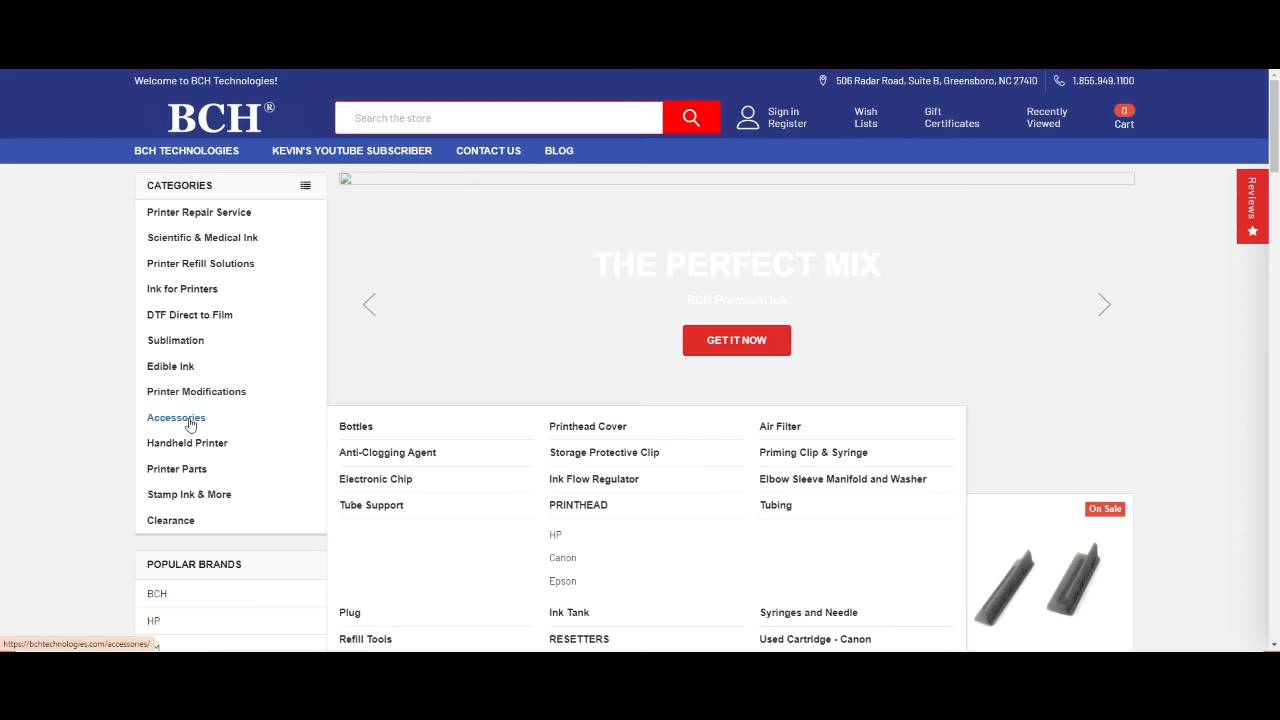 Welcome to BCH Technologies!
506 Radar Road, Suite B, Greensboro, NC 27410
1.855.949.1100
BCH®
Search the store
Sign in
Register
Wish
Lists
Gift
Certificates
Recently
Viewed
0
Cart
BCH TECHNOLOGIES
KEVIN'S YOUTUBE SUBSCRIBER
CONTACT US
BLOG
CATEGORIES
Printer Repair Service
Scientific & Medical Ink
Printer Refill Solutions
Ink for Printers
DTF Direct to Film
Sublimation
Edible Ink
Printer Modifications
Accessories
Handheld Printer
Printer Parts
Stamp Ink & More
Clearance
POPULAR BRANDS
BCH
HP
https://bchtechnologies.com/accessories/
THE PERFECT MIX
BCH Premium Ink
GET IT NOW
Reviews
Bottles
Printhead Cover
Air Filter
Anti-Clogging Agent
Storage Protective Clip
Priming Clip & Syringe
Electronic Chip
Ink Flow Regulator
Elbow Sleeve Manifold and Washer
Tube Support
PRINTHEAD
Tubing
HP
Canon
Epson
Plug
Ink Tank
Syringes and Needle
Refill Tools
RESETTERS
Used Cartridge - Canon
On Sale